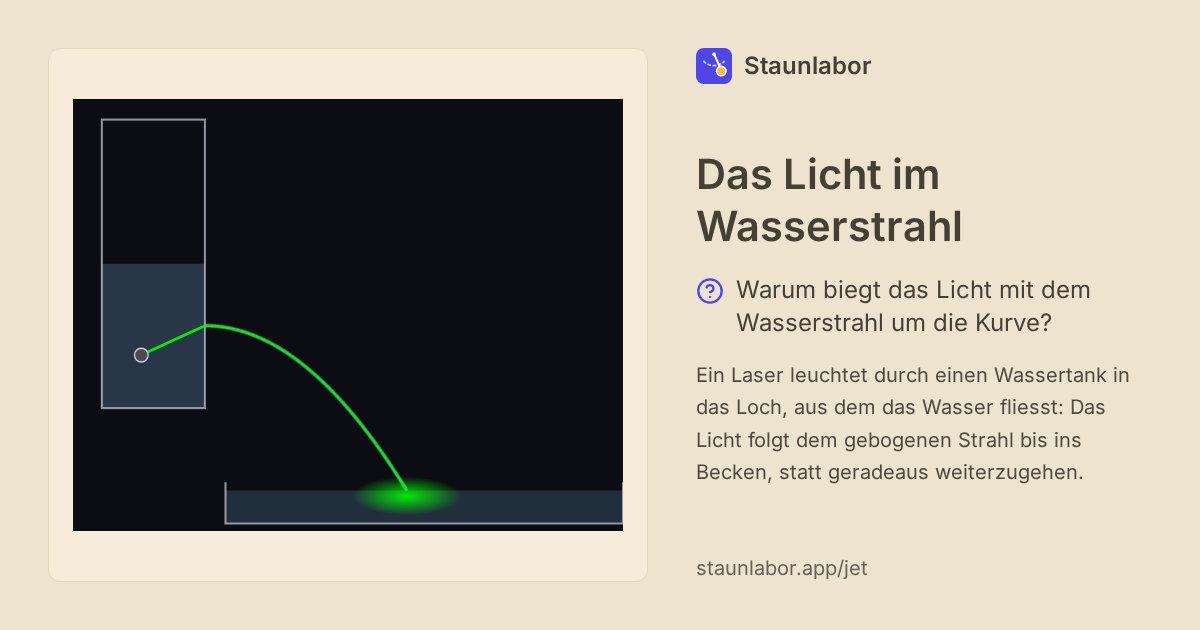 Staunlabor
Das Licht im
Wasserstrahl
Warum biegt das Licht mit dem
Wasserstrahl um die Kurve?
Ein Laser leuchtet durch einen Wassertank in
das Loch, aus dem das Wasser fliesst: Das
Licht folgt dem gebogenen Strahl bis ins
Becken, statt geradeaus weiterzugehen.
staunlabor.app/jet